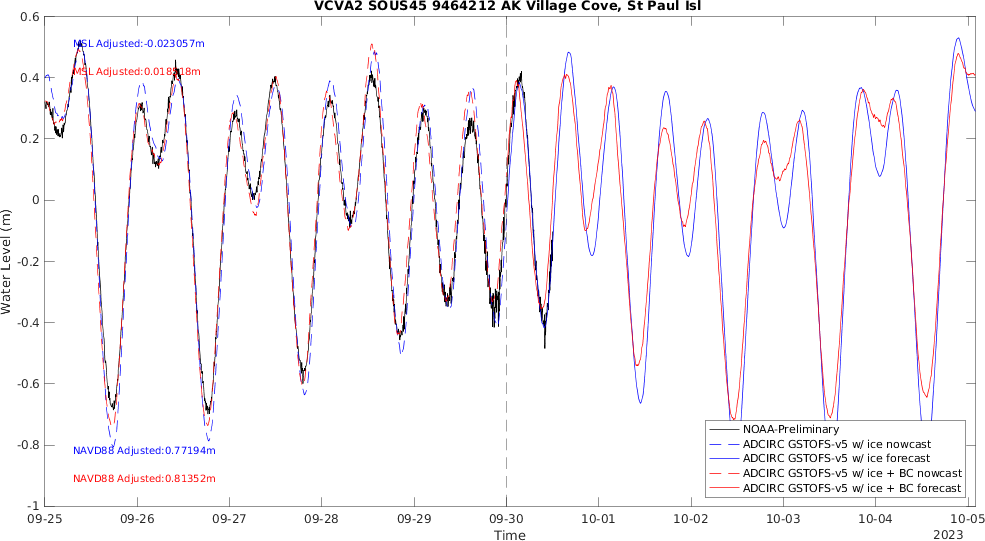 VCVA2 SOUS45 9464212 AK Village Cove, St Paul Isl
0.6
0.4
0.2
0
-0.2
-0.4
-0.6
-0.8
-1
Water Level (m)
MSL Adjusted:-0.023057m
MSL Adjusted:0.018518m
NAVD88 Adjusted:0.77194m
NAVD88 Adjusted:0.81352m
NOAA-Preliminary
ADCIRC GSTOFS-v5 w/ ice nowcast
ADCIRC GSTOFS-v5 w/ ice forecast
ADCIRC GSTOFS-v5 w/ ice + BC nowcast
ADCIRC GSTOFS-v5 w/ ice + BC forecast
09-25 09-26 09-27 09-28 09-29 09-30 10-01 10-02 10-03 10-04 10-05
Time
2023